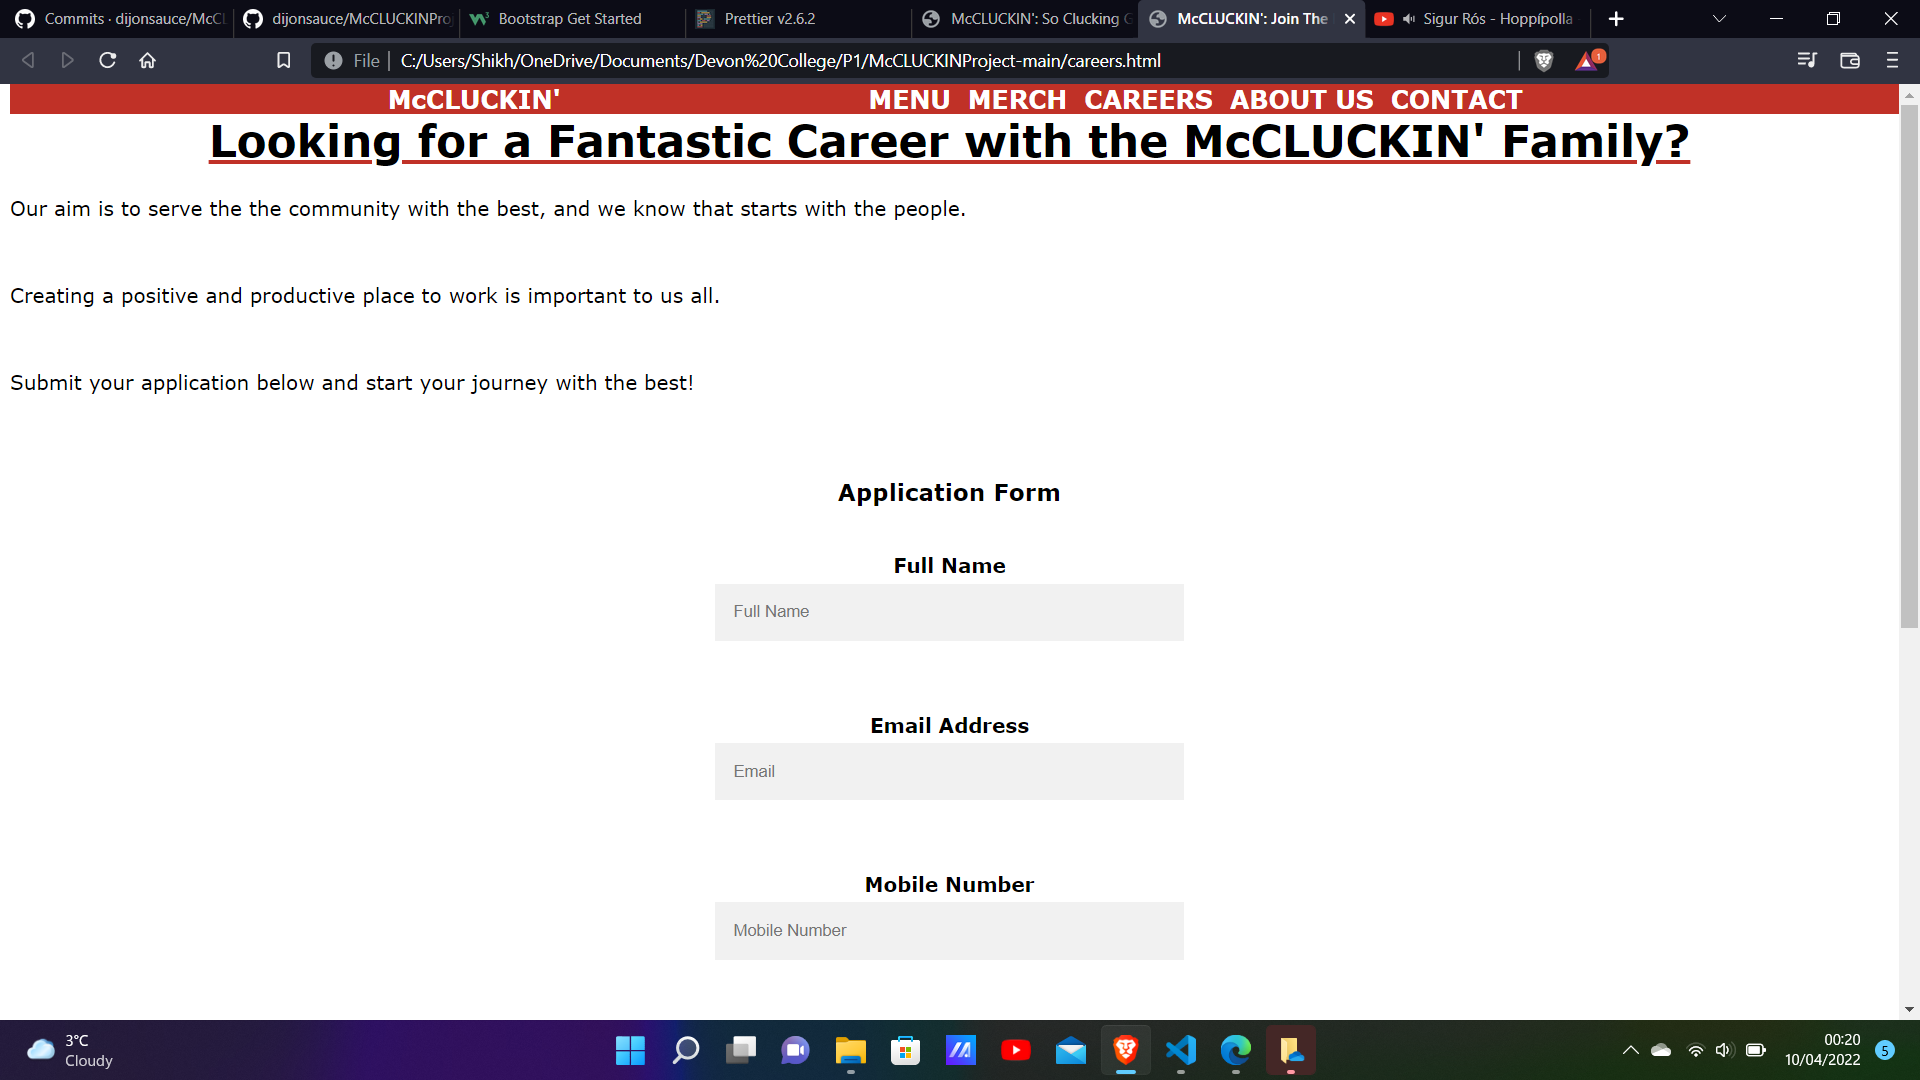 Commits · dijonsauce/McCL
dijonsauce/McCLUCKINPro
Bootstrap Get Started
Prettier v2.6.2
McCLUCKIN': So Clucking G
McCLUCKIN': Join The
Sigur Rós - Hoppípolla
File | C:/Users/Shikh/OneDrive/Documents/Devon%20College/P1/McCLUCKINProject-main/careers.html
1
McCLUCKIN' MENU MERCH CAREERS ABOUT US CONTACT
Looking for a Fantastic Career with the McCLUCKIN' Family?
Our aim is to serve the the community with the best, and we know that starts with the people.
Creating a positive and productive place to work is important to us all.
Submit your application below and start your journey with the best!
Application Form
Full Name
Full Name
Email Address
Email
Mobile Number
Mobile Number
3°C
Cloudy
00:20
10/04/2022
5